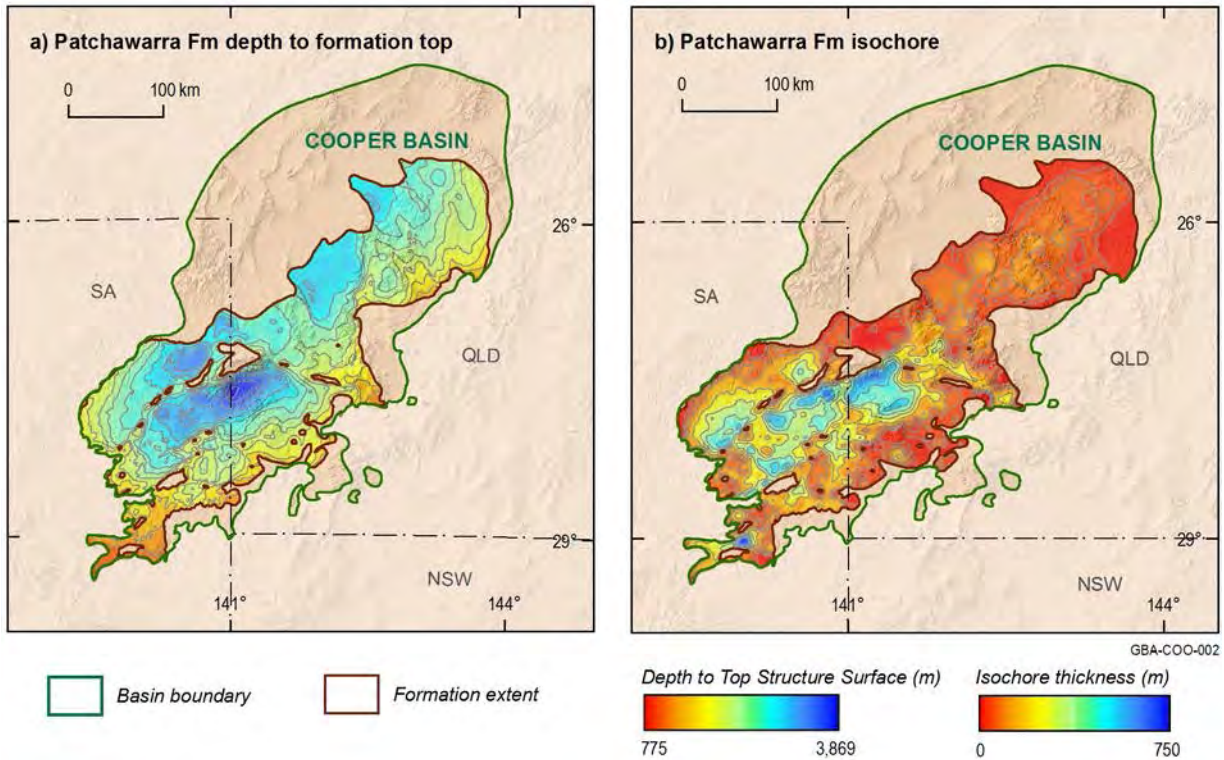 a) Patchawarra Fm depth to formation top
0 100 km
COOPER BASIN
26°
SA
QLD
29°
NSW
141° 144°
b) Patchawarra Fm isochore
0 100 km
COOPER BASIN
26°
SA
QLD
29°
NSW
141° 144°
GBA-COO-002
Basin boundary
Formation extent
Depth to Top Structure Surface (m)
775 3,869
Isochore thickness (m)
0 750